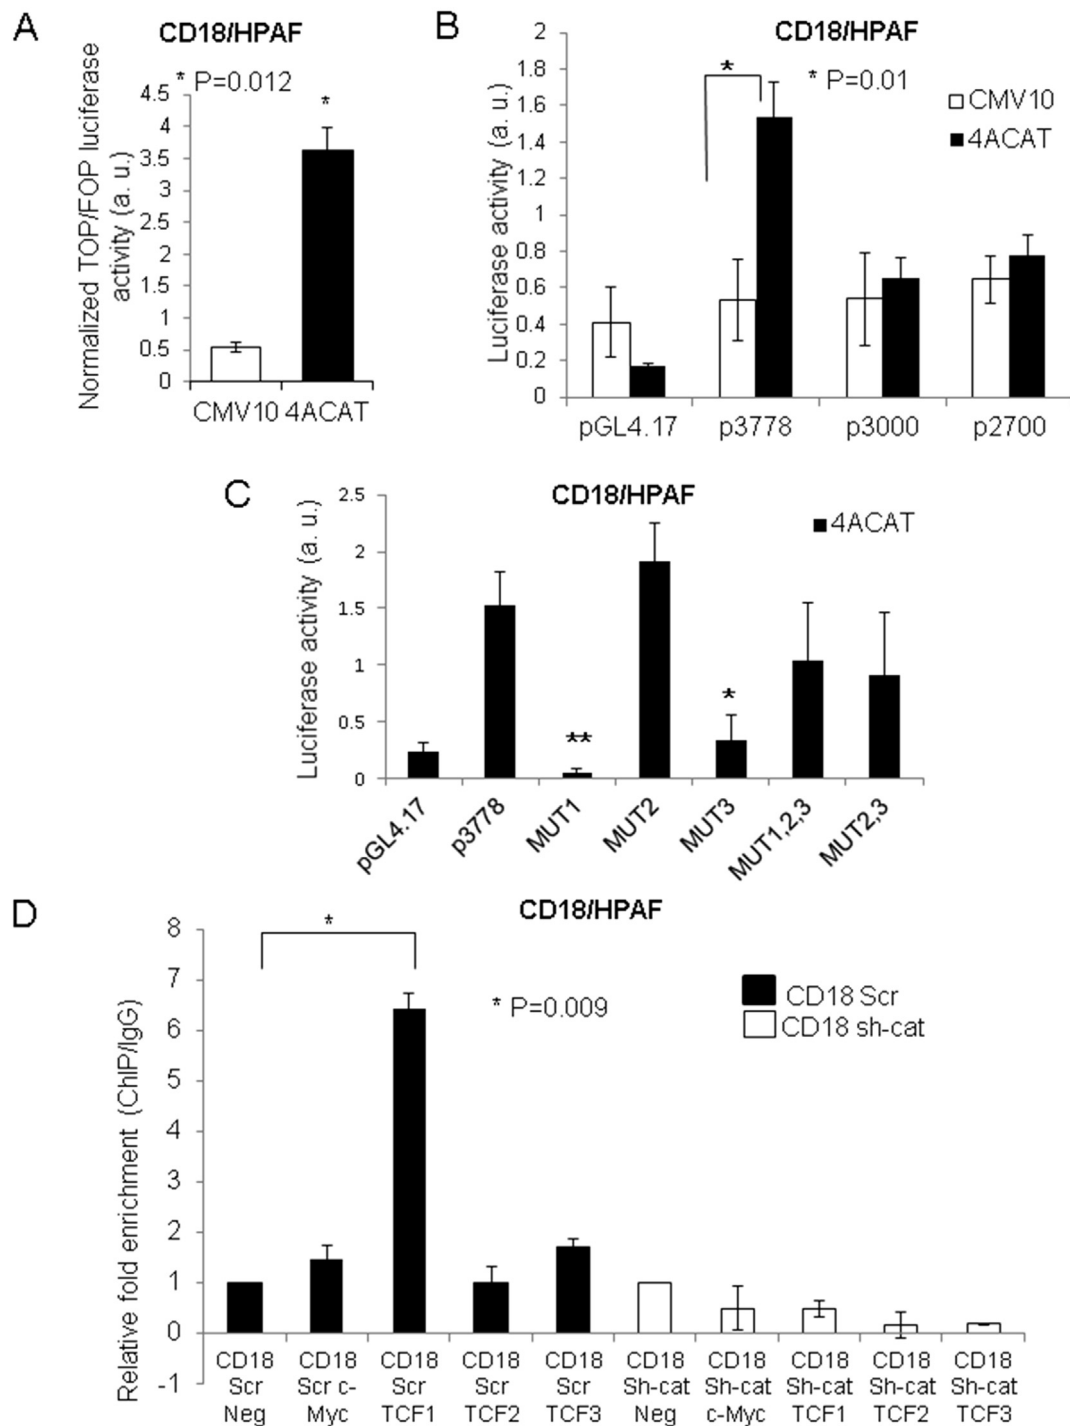 A
CD18/HPAF
* P=0.012
*
Normalized TOP/FOP luciferase
activity (a. u.)
4.5
4
3.5
3
2.5
2
1.5
1
0.5
0
CMV10 4ACAT
B
CD18/HPAF
* P=0.01
*
CMV10
4ACAT
Luciferase activity (a. u.)
2
1.8
1.6
1.4
1.2
1
0.8
0.6
0.4
0.2
0
pGL4.17 p3778 p3000 p2700
C
CD18/HPAF
4ACAT
Luciferase activity (a. u.)
2.5
2
1.5
1
0.5
0
**
*
pGL4.17
p3778
MUT1
MUT2
MUT3
MUT1,2,3
MUT2,3
D
CD18/HPAF
*
* P=0.009
CD18 Scr
CD18 sh-cat
Relative fold enrichment (ChIP/IgG)
8
7
6
5
4
3
2
1
0
-1
CD18 Scr Neg
CD18 Scr c-Myc
CD18 Scr TCF1
CD18 Scr TCF2
CD18 Scr TCF3
CD18 Sh-cat Neg
CD18 Sh-cat c-Myc
CD18 Sh-cat TCF1
CD18 Sh-cat TCF2
CD18 Sh-cat TCF3